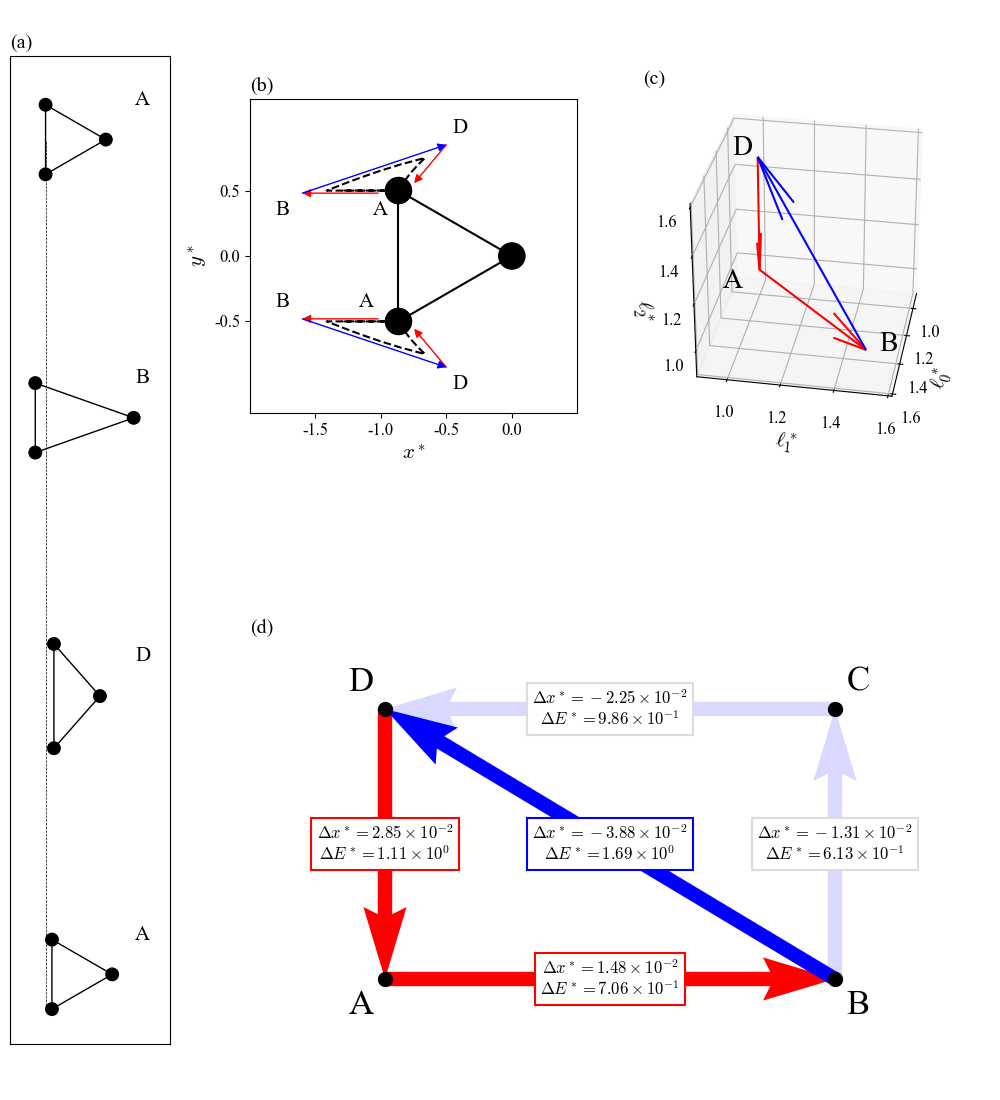 (a)
A
B
D
A
(b)
D
B
A
B
A
D
0.5
0.0
-0.5
y*
-1.5
-1.0
-0.5
0.0
x*
(c)
D
A
B
1.6
1.4
1.2
1.0
ℓ₂*
1.0
1.2
1.4
1.6
ℓ₁*
1.0
1.2
1.4
1.6
ℓ₀*
(d)
D
C
Δx* = −2.25 × 10⁻²
ΔE* = 9.86 × 10⁻¹
Δx* = 2.85 × 10⁻²
ΔE* = 1.11 × 10⁰
Δx* = −3.88 × 10⁻²
ΔE* = 1.69 × 10⁰
Δx* = −1.31 × 10⁻²
ΔE* = 6.13 × 10⁻¹
Δx* = 1.48 × 10⁻²
ΔE* = 7.06 × 10⁻¹
A
B